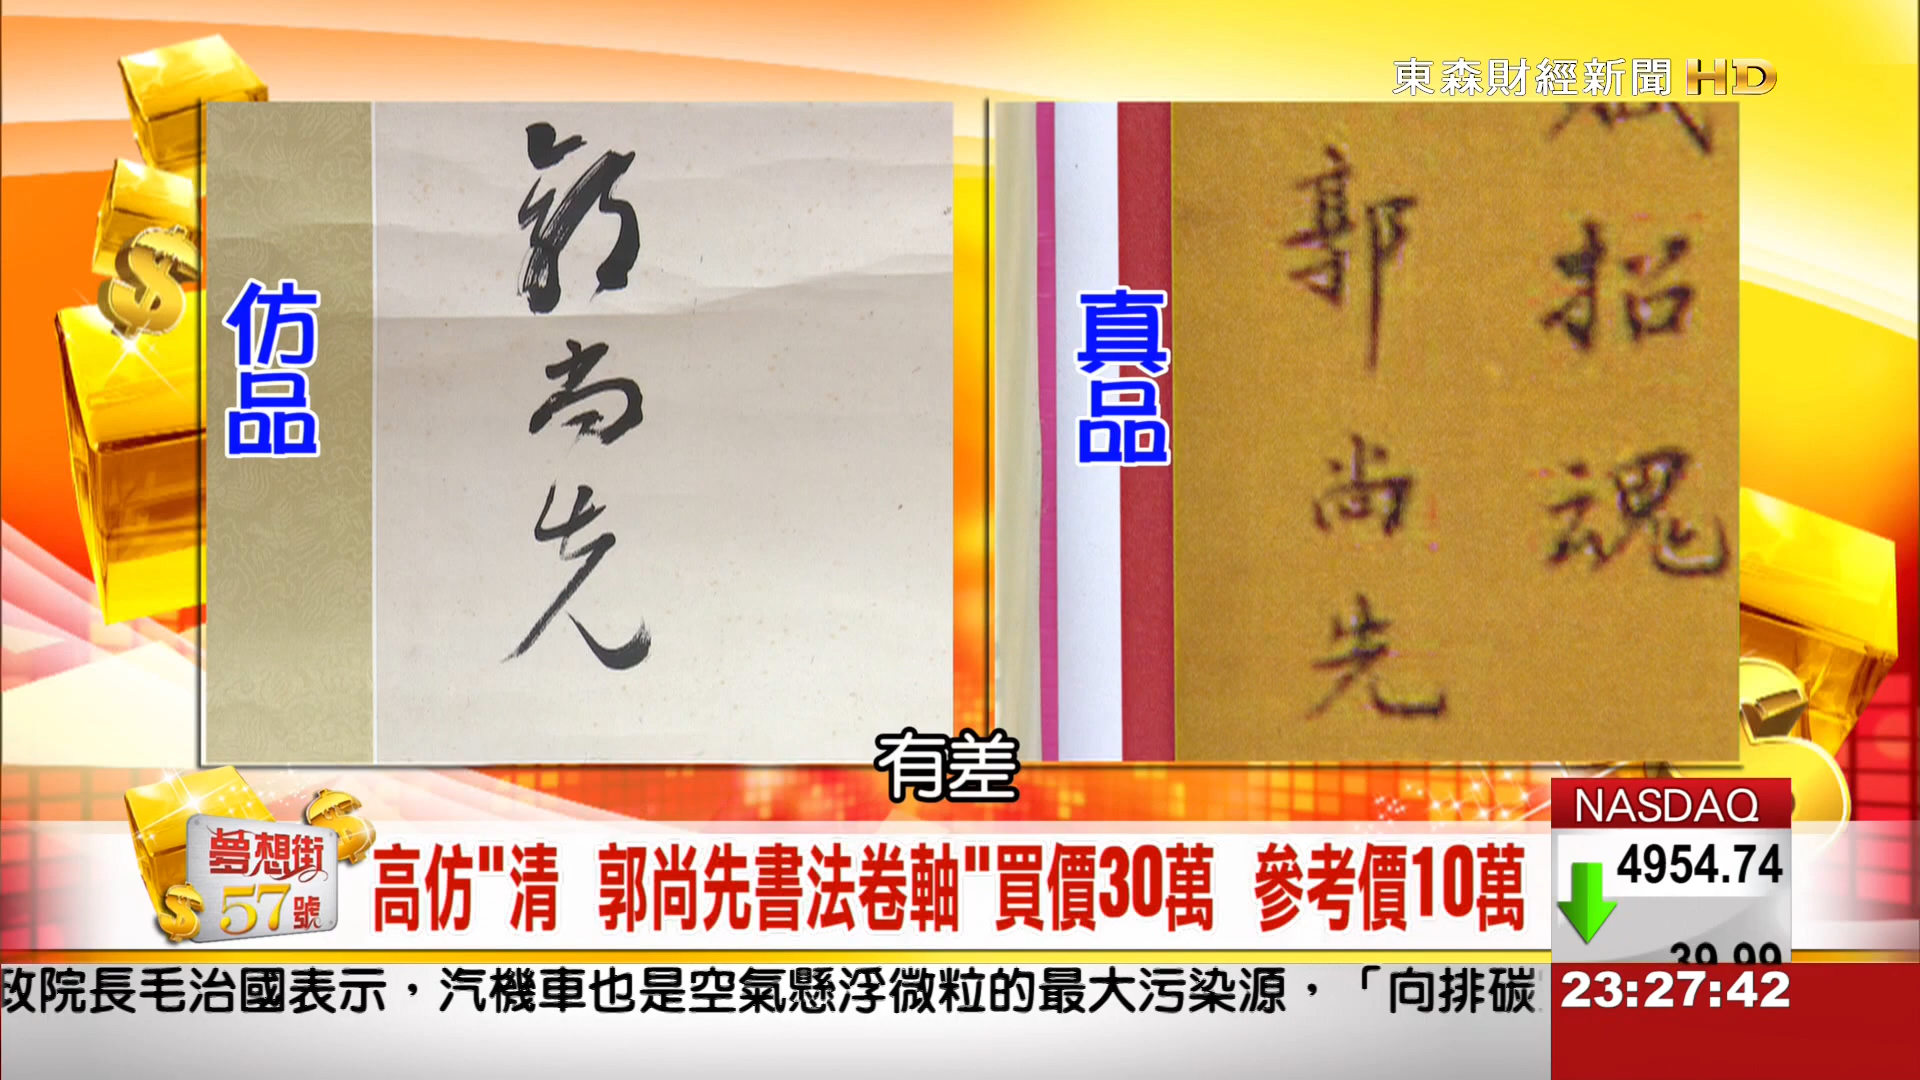 東森財經新聞HD
仿品
郭尚先
真品
招魂
郭尚先
有差
夢想街
57號
高仿"清 郭尚先書法卷軸"買價30萬 參考價10萬
NASDAQ
4954.74
39.99
政院長毛治國表示，汽機車也是空氣懸浮微粒的最大污染源，「向排碳
23:27:42